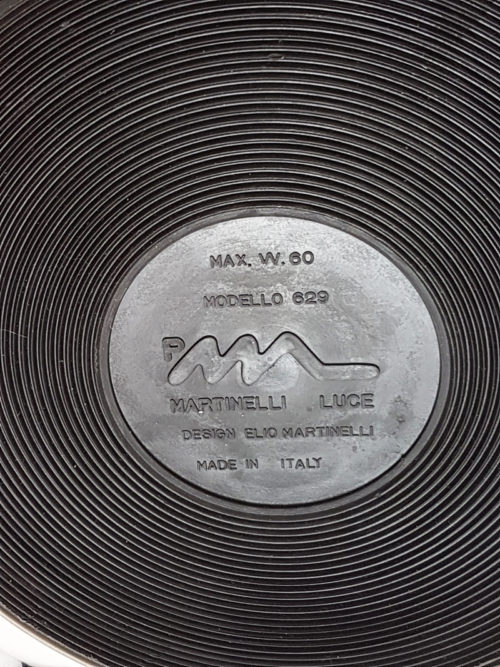 MAX. W. 60
MODELLO 629
P
MARTINELLI LUCE
DESIGN ELIO MARTINELLI
MADE IN ITALY